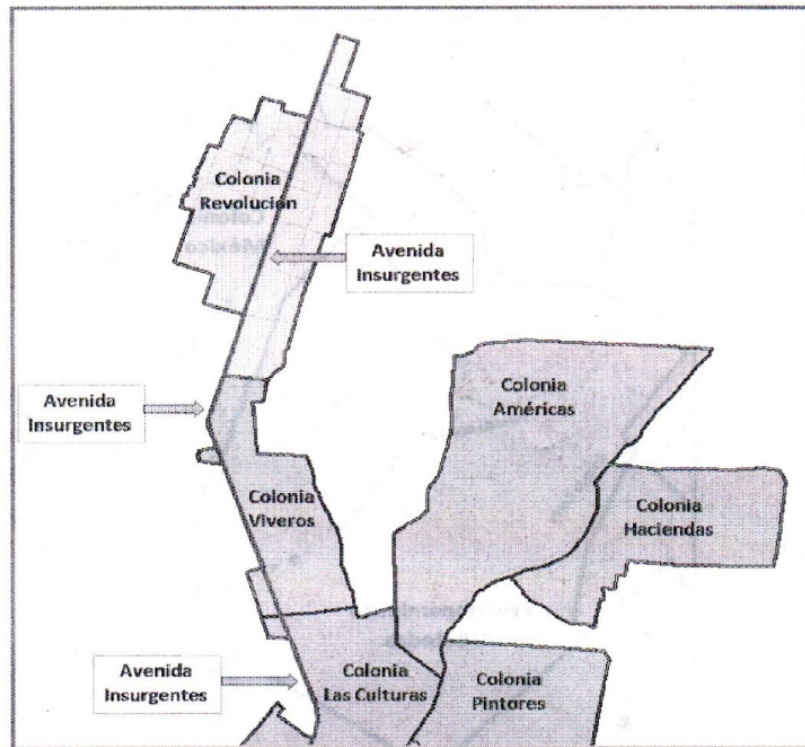 Colonia
Revolución
Avenida
Insurgentes
Colonia
Américas
Avenida
Insurgentes
Colonia
Viveros
Colonia
Haciendas
Avenida
Insurgentes
Colonia
Las Culturas
Colonia
Pintores